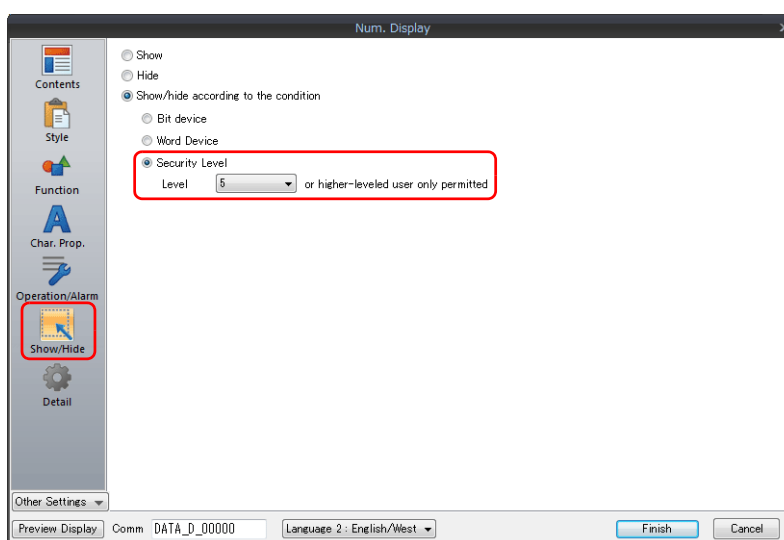 Num. Display
Contents
Style
Function
Char. Prop.
Operation/Alarm
Show/Hide
Detail
Other Settings
Show
Hide
Show/hide according to the condition
Bit device
Word Device
Security Level
Level 5 or higher-leveled user only permitted
Preview Display Comm DATA_D_00000 Language 2 : English/West Finish Cancel